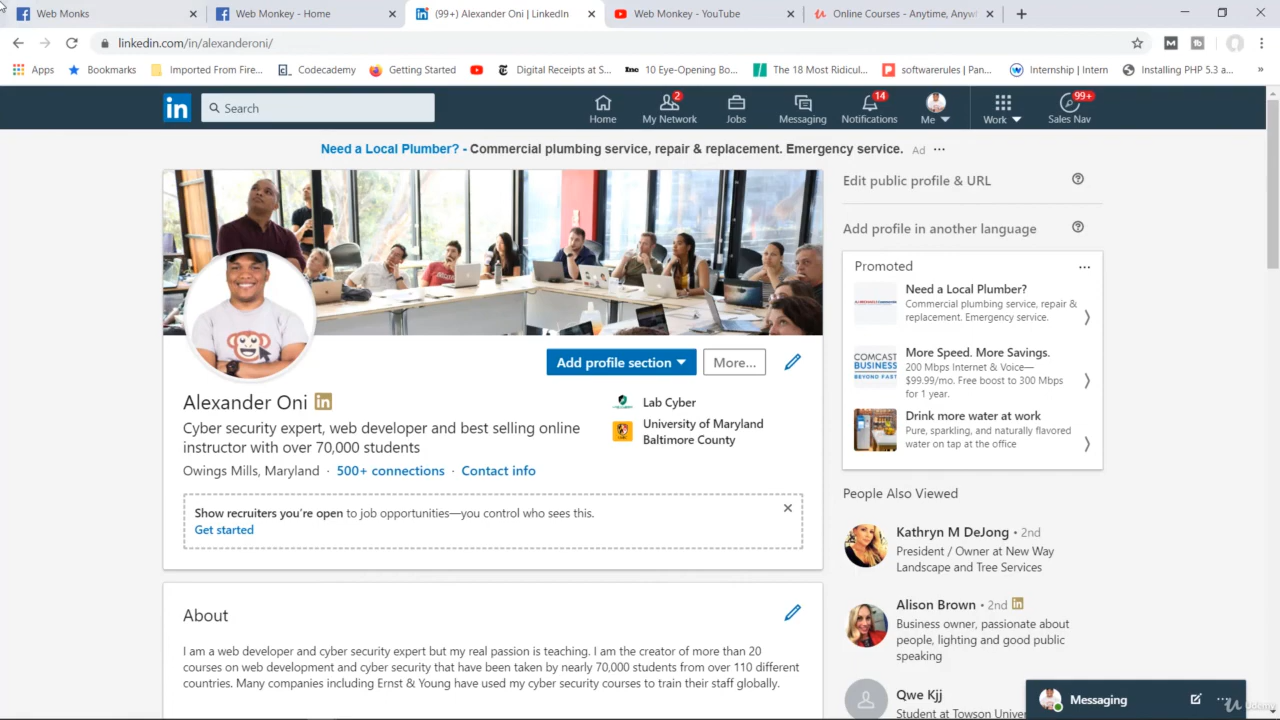 Web Monks
Web Monkey - Home
(99+) Alexander Oni | LinkedIn
Web Monkey - YouTube
Online Courses - Anytime, Anyw
linkedin.com/in/alexanderoni/
Apps
Bookmarks
Imported From Fire...
Codecademy
Getting Started
Digital Receipts at S...
Inc 10 Eye-Opening Bo...
The 18 Most Ridicul...
softwarerules | Pan...
Internship | Intern
Installing PHP 5.3 a...
in
Search
Home
2
My Network
Jobs
Messaging
14
Notifications
Me
Work
99+
Sales Nav
Need a Local Plumber? - Commercial plumbing service, repair & replacement. Emergency service. Ad ...
Edit public profile & URL
Add profile in another language
Promoted
Need a Local Plumber?
Commercial plumbing service, repair &
replacement. Emergency service.
COMCAST
BUSINESS
BEYOND FAST
More Speed. More Savings.
200 Mbps Internet & Voice—
$99.99/mo. Free boost to 300 Mbps
for 1 year.
Drink more water at work
Pure, sparkling, and naturally flavored
water on tap at the office
Add profile section
More...
Alexander Oni in
Cyber security expert, web developer and best selling online
instructor with over 70,000 students
Owings Mills, Maryland · 500+ connections · Contact info
Lab Cyber
University of Maryland
Baltimore County
Show recruiters you're open to job opportunities—you control who sees this.
Get started
People Also Viewed
Kathryn M DeJong • 2nd
President / Owner at New Way
Landscape and Tree Services
Alison Brown • 2nd in
Business owner, passionate about
people, lighting and good public
speaking
Qwe Kjj
Student at Towson Univer
About
I am a web developer and cyber security expert but my real passion is teaching. I am the creator of more than 20
courses on web development and cyber security that have been taken by nearly 70,000 students from over 110 different
countries. Many companies including Ernst & Young have used my cyber security courses to train their staff globally.
Messaging
Udemy